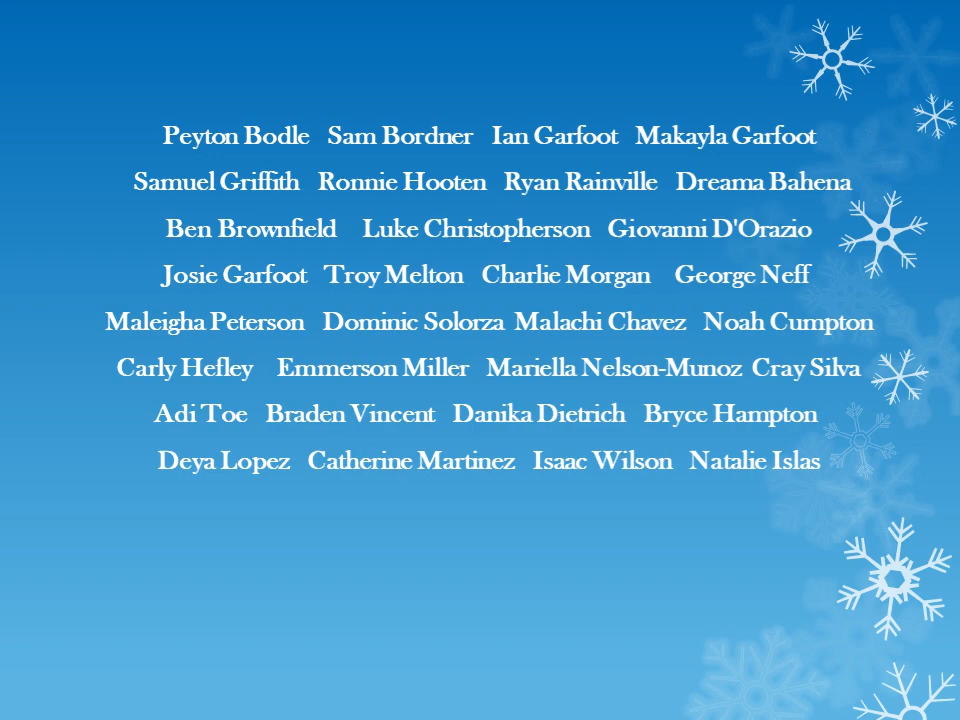 Peyton Bodle Sam Bordner Ian Garfoot Makayla Garfoot
Samuel Griffith Ronnie Hooten Ryan Rainville Dreama Bahena
Ben Brownfield Luke Christopherson Giovanni D'Orazio
Josie Garfoot Troy Melton Charlie Morgan George Neff
Maleigha Peterson Dominic Solorza Malachi Chavez Noah Cumpton
Carly Hefley Emmerson Miller Mariella Nelson-Munoz Cray Silva
Adi Toe Braden Vincent Danika Dietrich Bryce Hampton
Deya Lopez Catherine Martinez Isaac Wilson Natalie Islas